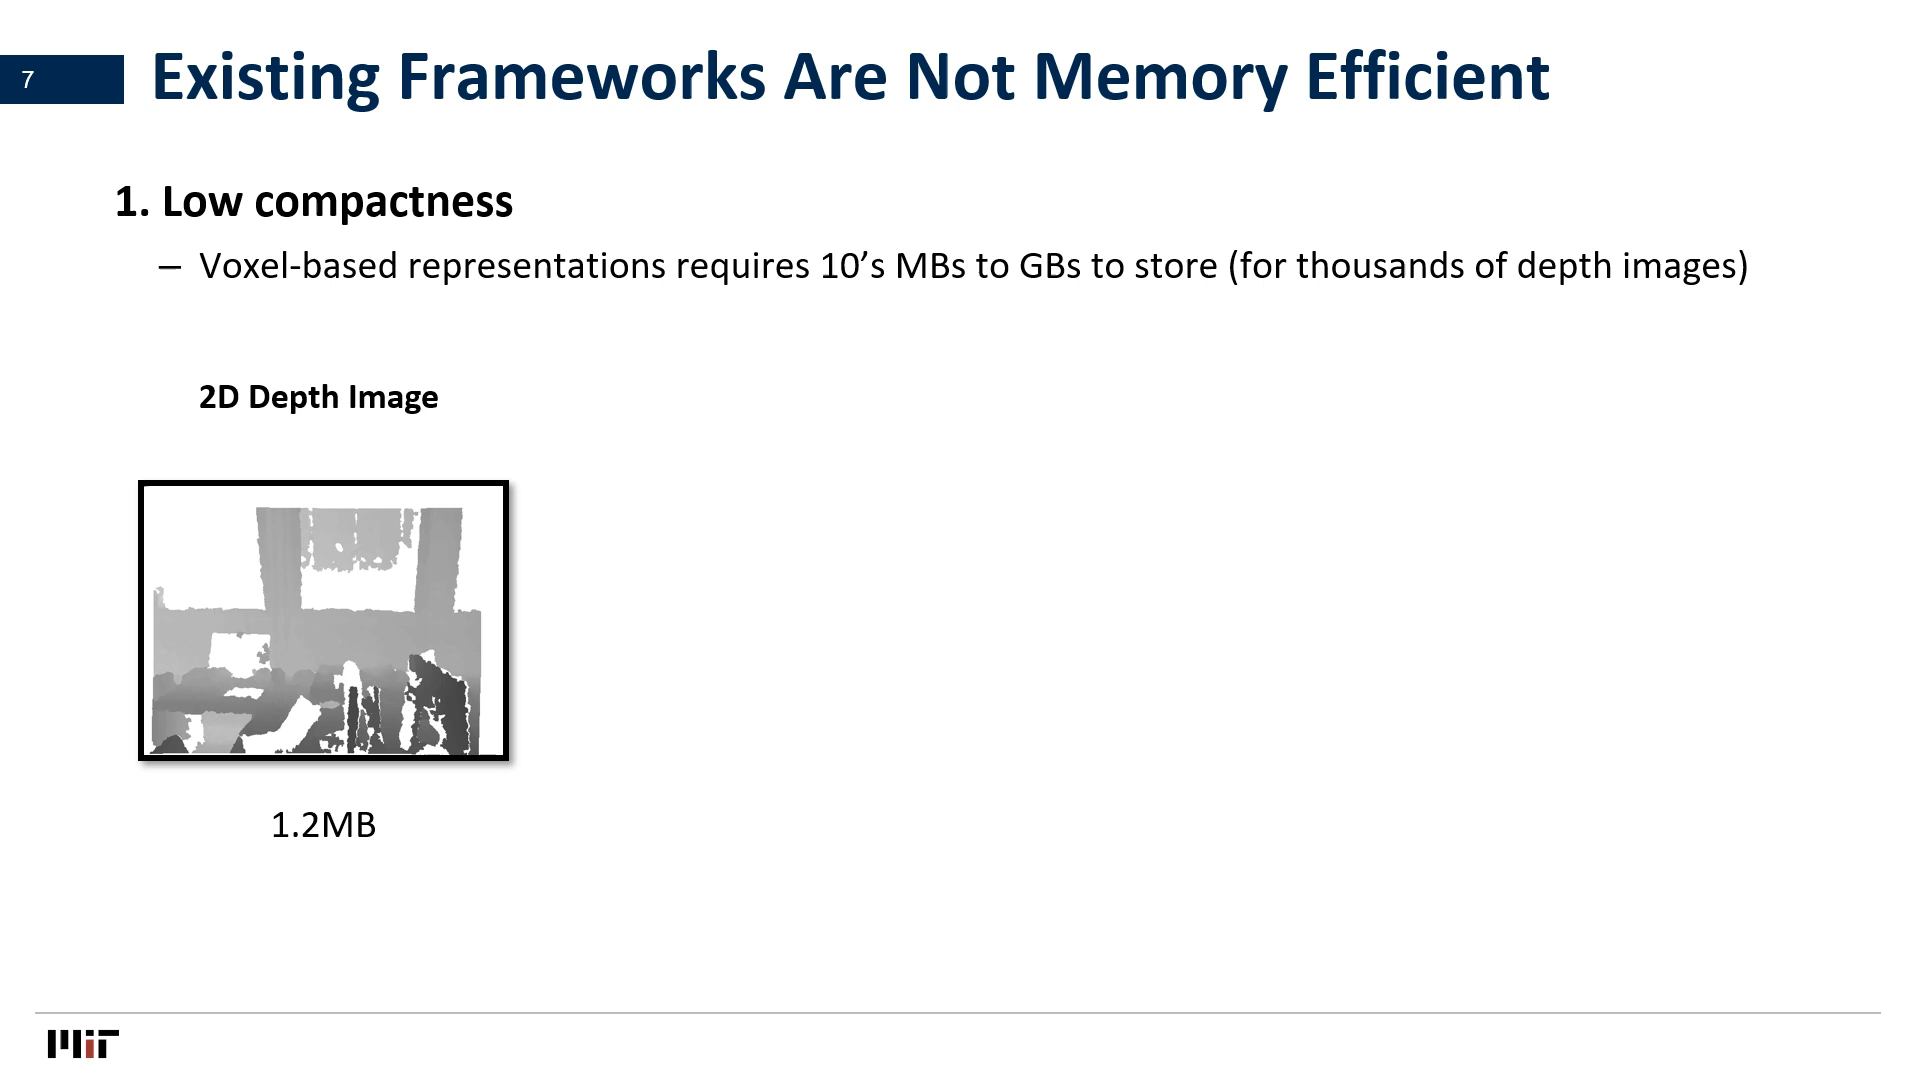 7
Existing Frameworks Are Not Memory Efficient
1. Low compactness
– Voxel-based representations requires 10’s MBs to GBs to store (for thousands of depth images)
2D Depth Image
1.2MB
MIT